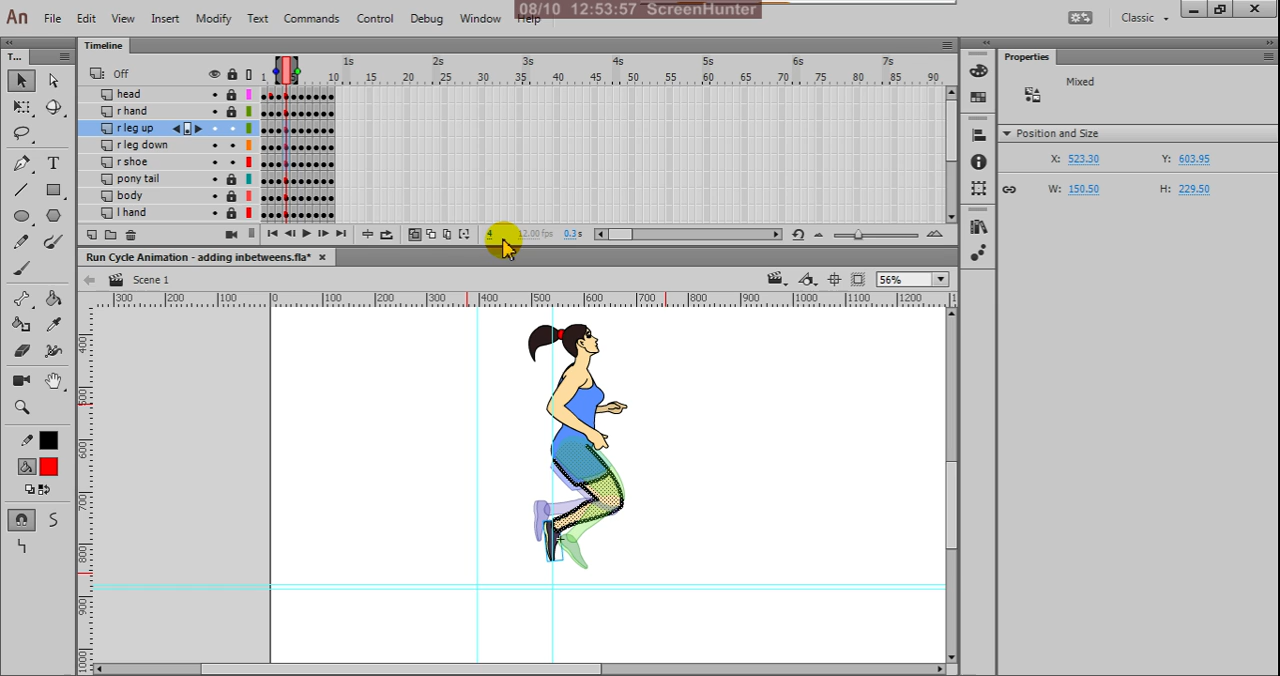 08/10 12:53:57 ScreenHunter
An File Edit View Insert Modify Text Commands Control Debug Window Help Classic
T... Timeline Properties
Off 1s 2s 3s 4s 5s 6s 7s
1 5 10 15 20 25 30 35 40 45 50 55 60 65 70 75 80 85 90
Mixed
head
r hand
r leg up
r leg down
r shoe
pony tail
body
l hand
Position and Size
X: 523.30 Y: 603.95
W: 150.50 H: 229.50
4 12.00 fps 0.3 s
Run Cycle Animation - adding inbetweens.fla*
Scene 1 56%
300 200 100 0 100 200 300 400 500 600 700 800 900 1000 1100 1200
400
500
600
700
800
900
1000